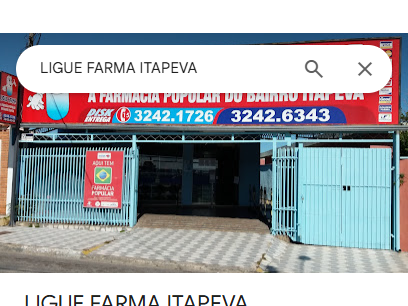 LIGUE FARMA ITAPEVA
A FARMÁCIA POPULAR DO BAIRRO ITAPEVA
DISK ENTREGA 3242.1726 3242.6343
AQUI TEM
FARMÁCIA
POPULAR
LIGUE FARMA ITAPEVA